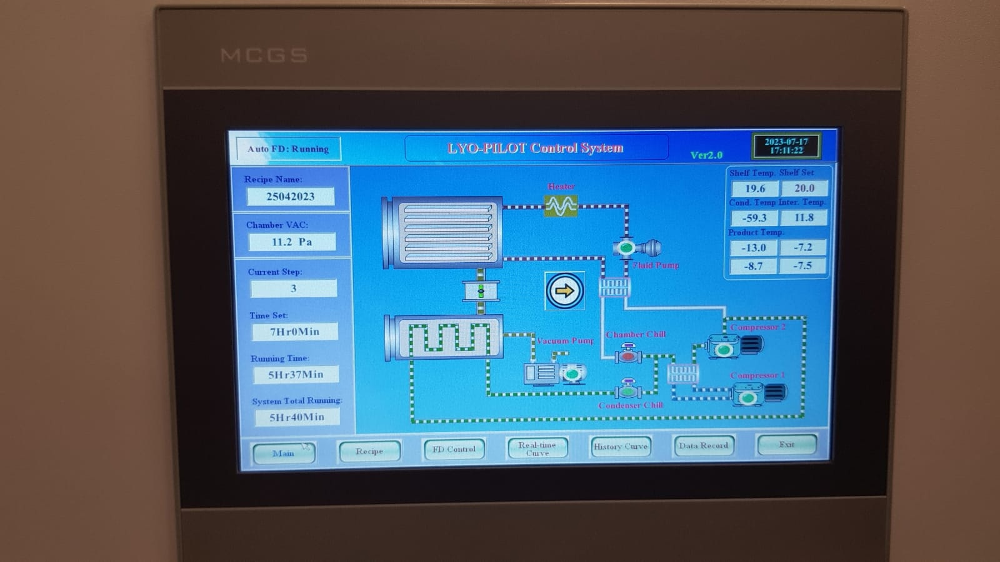 MCGS
Auto FD: Running
LYO-PILOT Control System
Ver2.0
2023-07-17
17:11:22
Recipe Name:
25042023
Chamber VAC:
11.2 Pa
Current Step:
3
Time Set:
7Hr0Min
Running Time:
5Hr37Min
System Total Running:
5Hr40Min
Heater
Fluid Pump
Vacuum Pump
Chamber Chill
Condenser Chill
Compressor 2
Compressor 1
Shelf Temp. Shelf Set
19.6 20.0
Cond. Temp Inter. Temp.
-59.3 11.8
Product Temp.
-13.0 -7.2
-8.7 -7.5
Main
Recipe
FD Control
Real-time
Curve
History Curve
Data Record
Exit